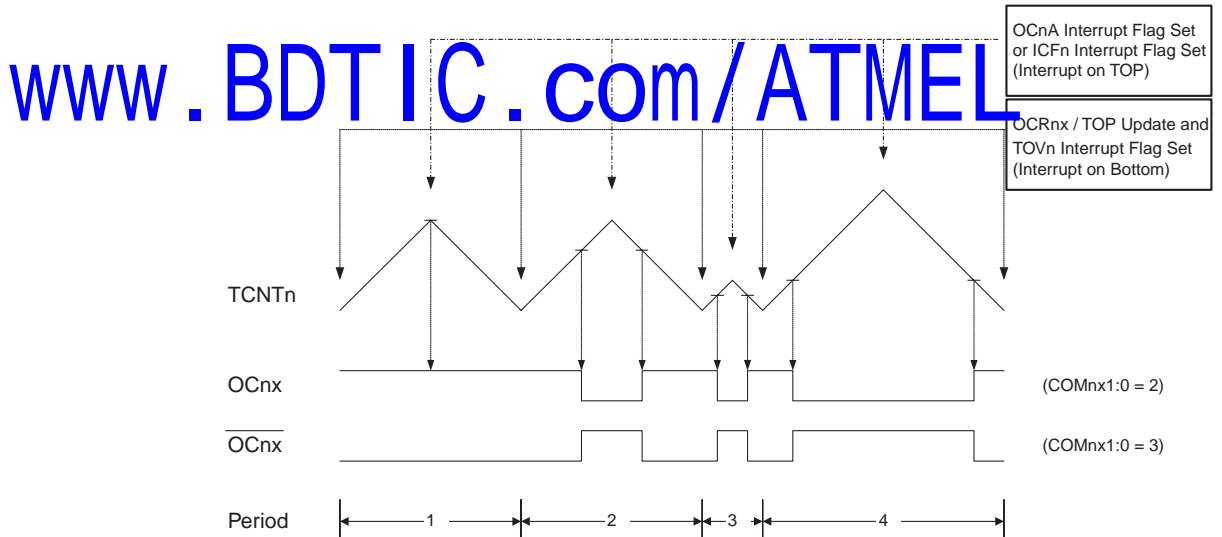 OCnA Interrupt Flag Set
or ICFn Interrupt Flag Set
(Interrupt on TOP)
www.BDTIC.com/ATMEL
OCRnx / TOP Update and
TOVn Interrupt Flag Set
(Interrupt on Bottom)
TCNTn
OCnx
(COMnx1:0 = 2)
OCnx
(COMnx1:0 = 3)
Period
1
2
3
4